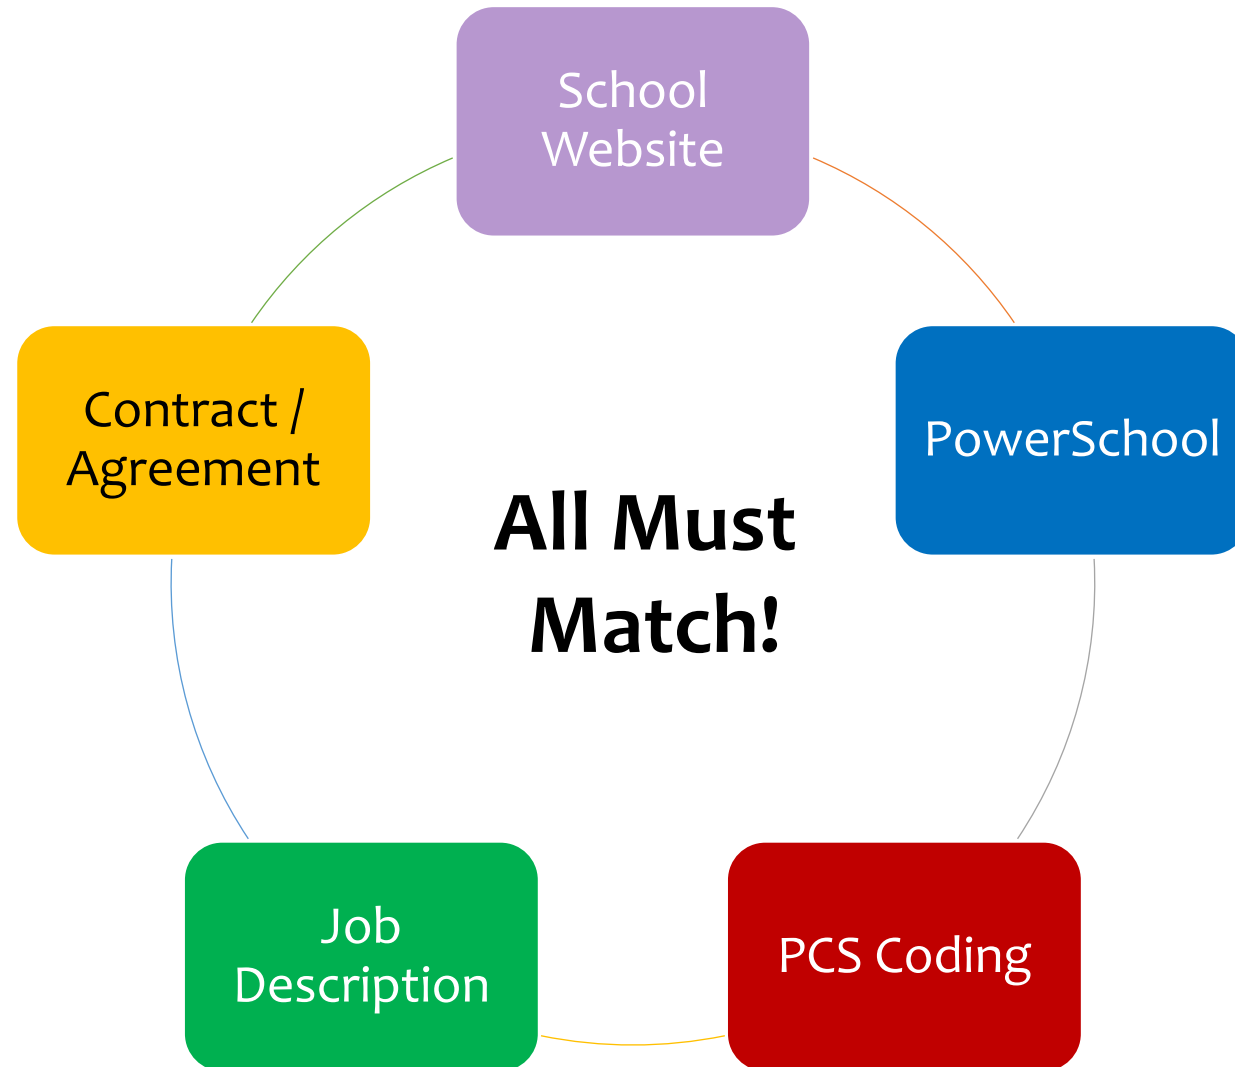 School
Website
Contract /
Agreement
PowerSchool
All Must
Match!
Job
Description
PCS Coding